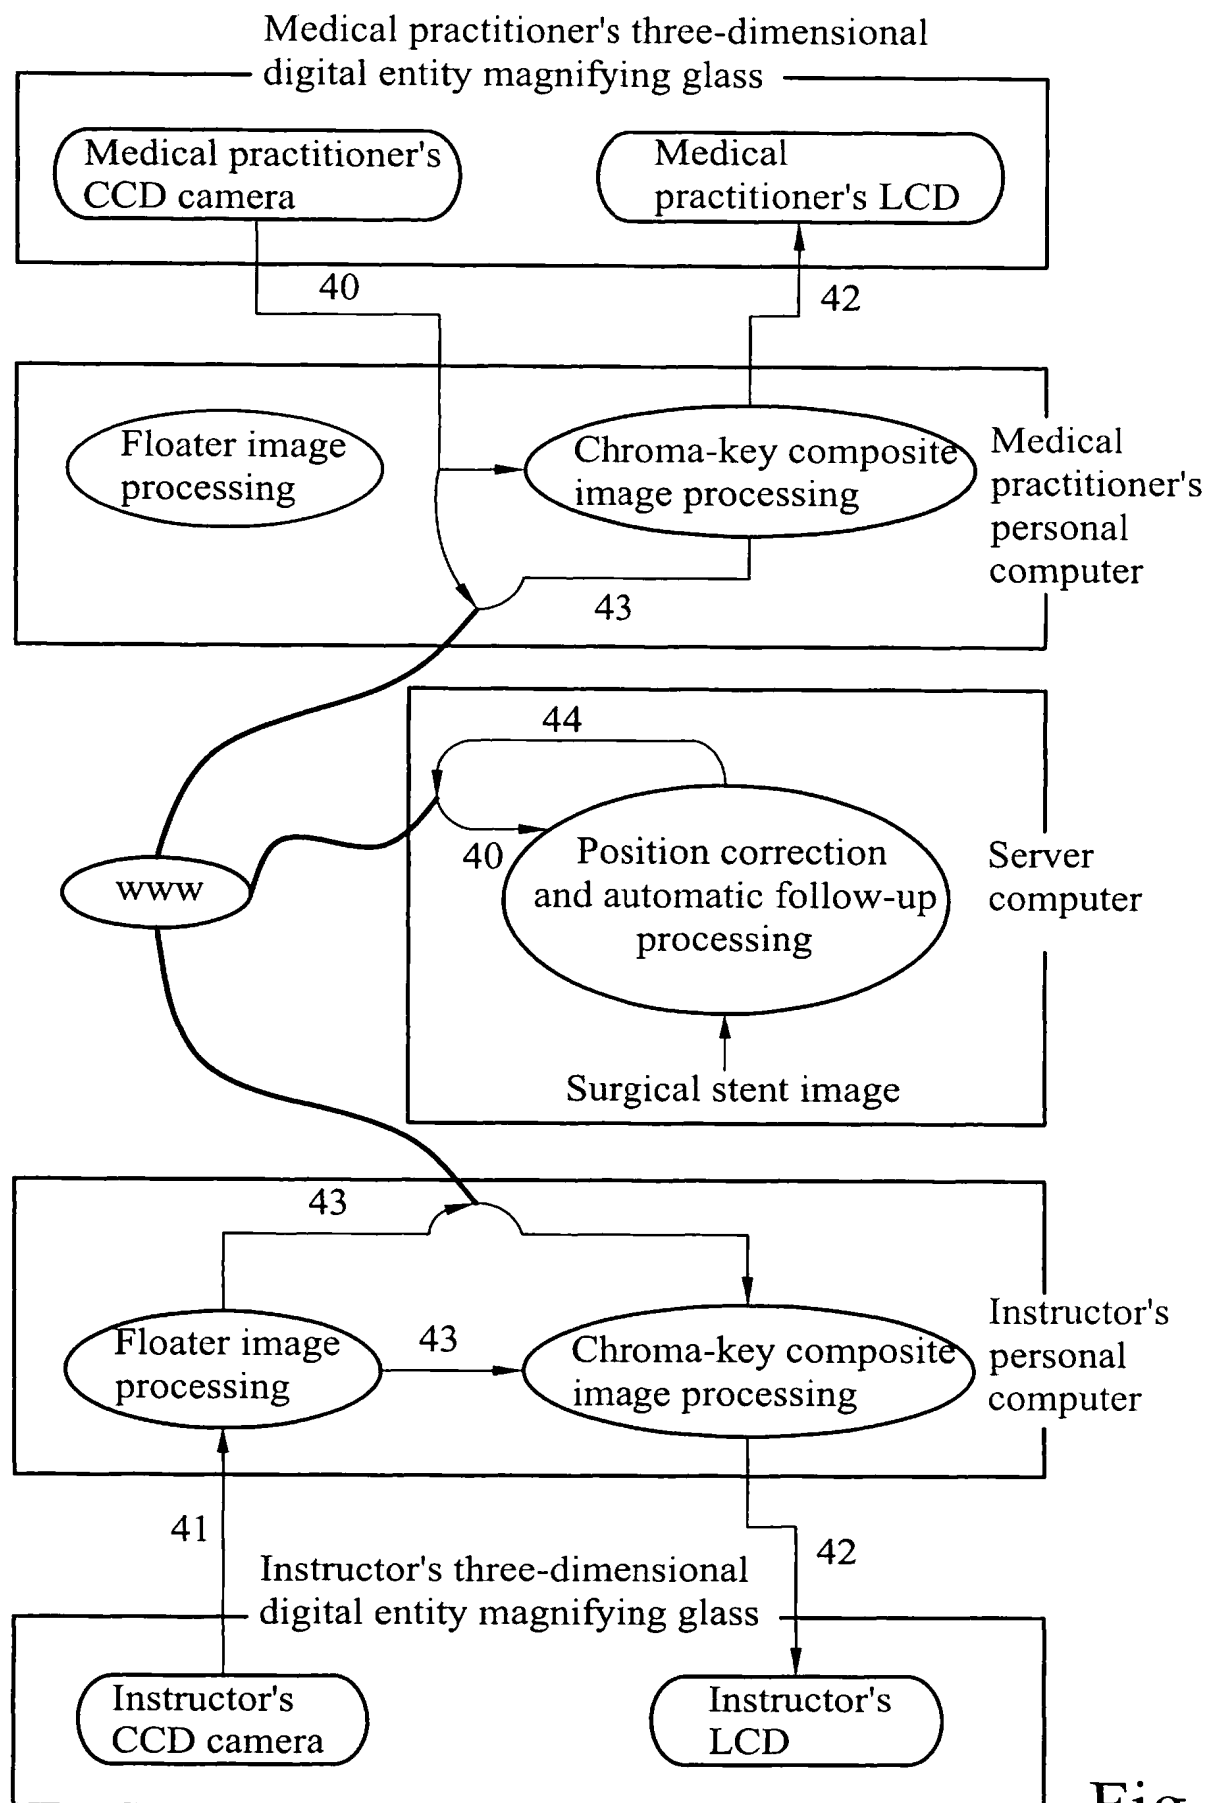 Medical practitioner's three-dimensional
digital entity magnifying glass
Medical practitioner's
CCD camera
Medical
practitioner's LCD
40
42
Floater image
processing
Chroma-key composite
image processing
Medical
practitioner's
personal
computer
43
44
40
Position correction
and automatic follow-up
processing
Server
computer
www
Surgical stent image
43
Floater image
processing
43
Chroma-key composite
image processing
Instructor's
personal
computer
41
42
Instructor's three-dimensional
digital entity magnifying glass
Instructor's
CCD camera
Instructor's
LCD